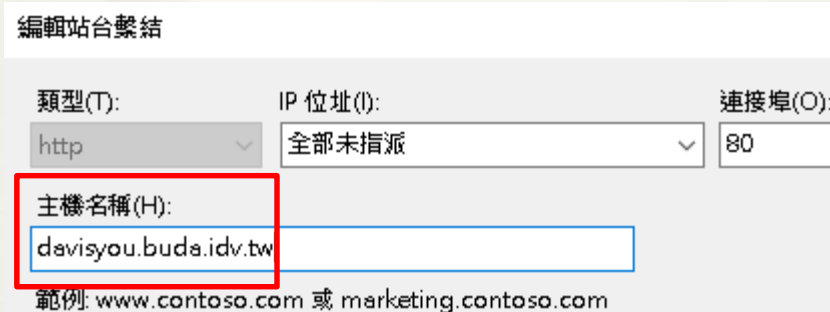 編輯站台繫結
類型(T): IP 位址(I): 連接埠(O):
http 全部未指派 80
主機名稱(H):
davisyou.buda.idv.tw
範例: www.contoso.com 或 marketing.contoso.com